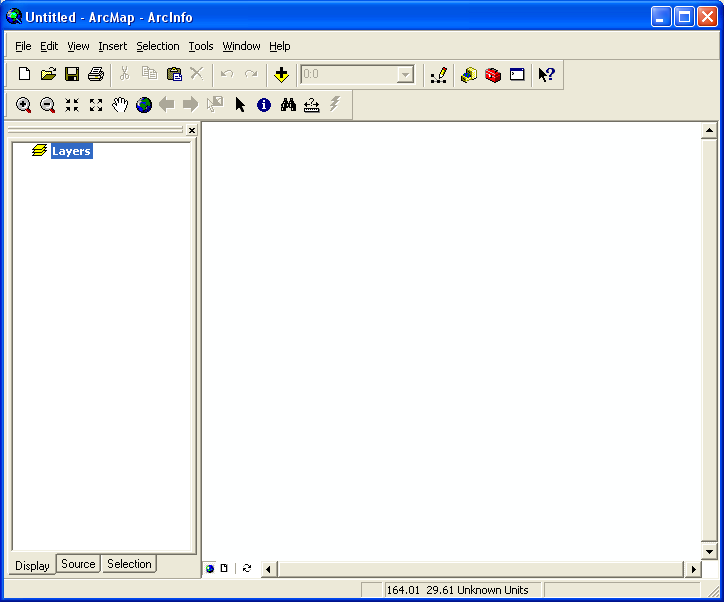 Untitled - ArcMap - ArcInfo
File Edit View Insert Selection Tools Window Help
0:0
Layers
Display Source Selection
164.01 29.61 Unknown Units